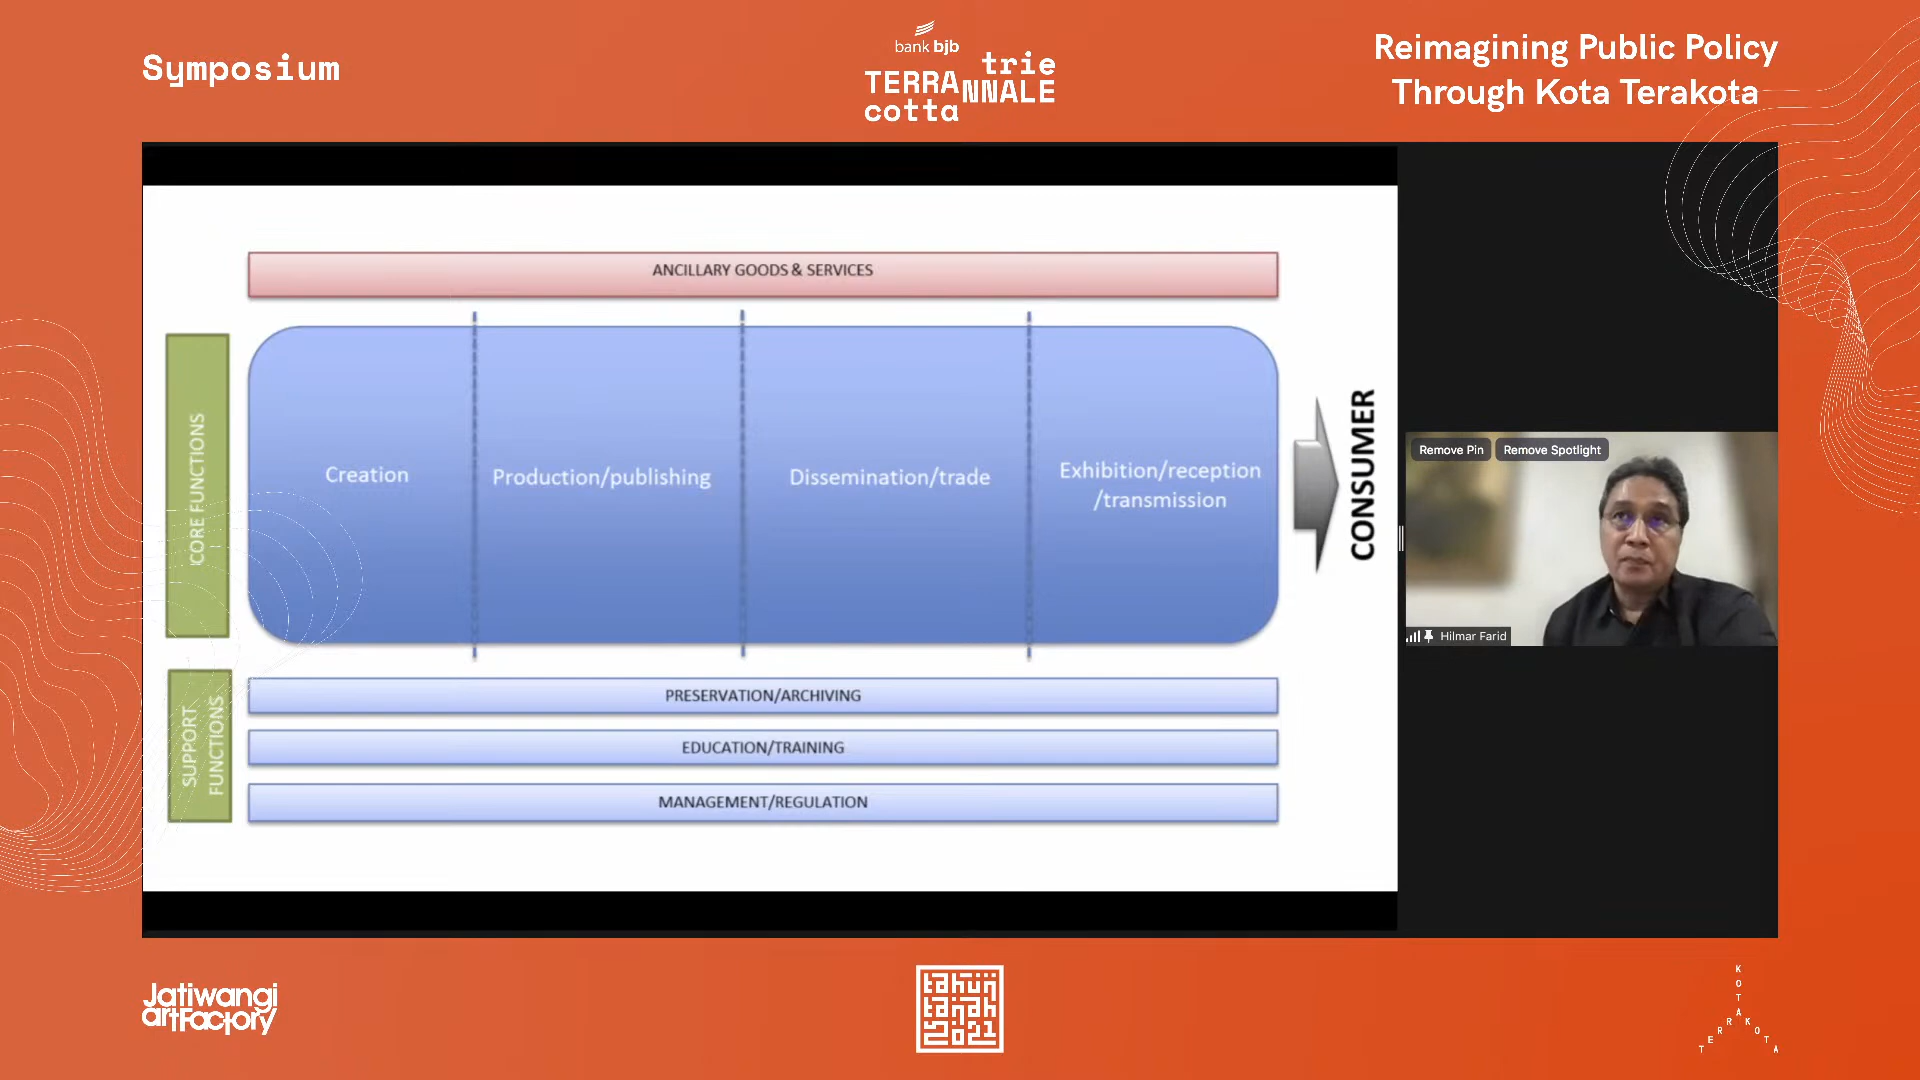 Symposium
bank bjb
TERRA trie
cotta NNALE
Reimagining Public Policy
Through Kota Terakota
ANCILLARY GOODS & SERVICES
CORE FUNCTIONS
Creation
Production/publishing
Dissemination/trade
Exhibition/reception
/transmission
CONSUMER
SUPPORT
FUNCTIONS
PRESERVATION/ARCHIVING
EDUCATION/TRAINING
MANAGEMENT/REGULATION
Remove Pin
Remove Spotlight
Hilmar Farid
Jatiwangi
artFactory
tahun
tanah
2021
KOTA
TERRAKOTA